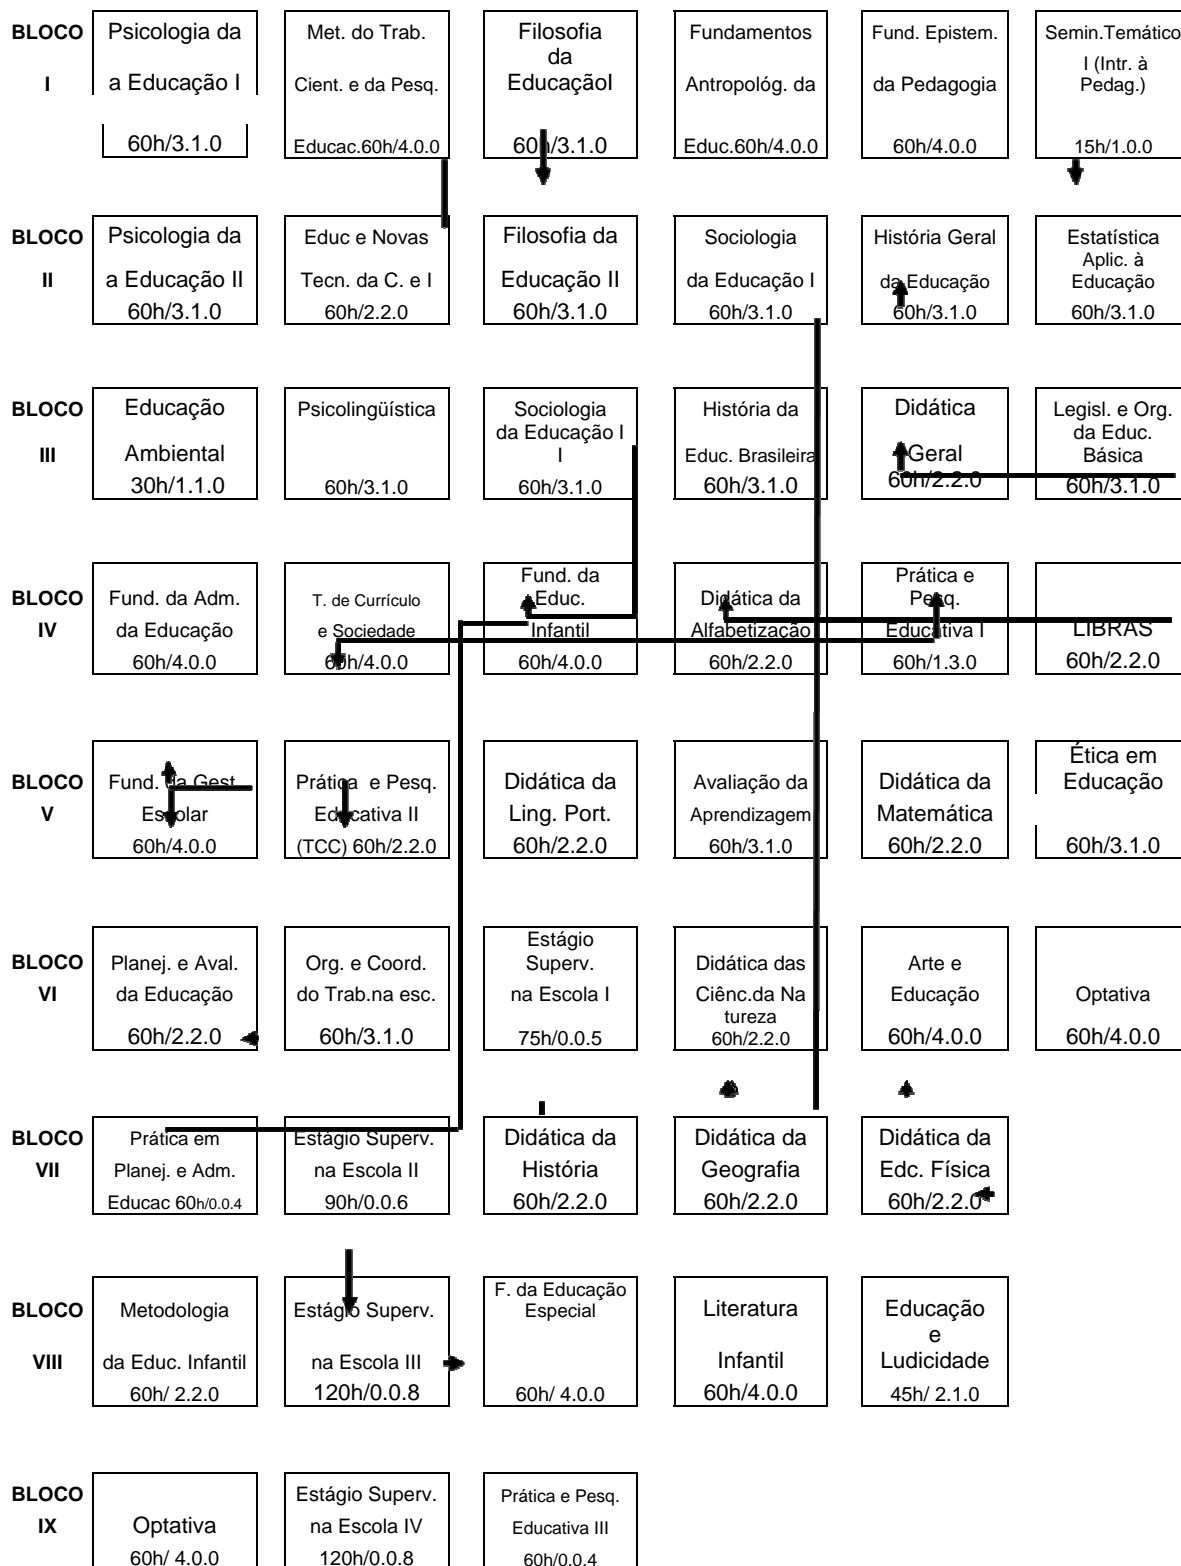 BLOCO
I
Psicologia da
a Educação I
60h/3.1.0
Met. do Trab.
Cient. e da Pesq.
Educac.60h/4.0.0
Filosofia
da
EducaçãoI
60h/3.1.0
Fundamentos
Antropológ. da
Educ.60h/4.0.0
Fund. Epistem.
da Pedagogia
60h/4.0.0
Semin.Temático
I (Intr. à
Pedag.)
15h/1.0.0
BLOCO
II
Psicologia da
a Educação II
60h/3.1.0
Educ e Novas
Tecn. da C. e I
60h/2.2.0
Filosofia da
Educação II
60h/3.1.0
Sociologia
da Educação I
60h/3.1.0
História Geral
da Educação
60h/3.1.0
Estatística
Aplic. à
Educação
60h/3.1.0
BLOCO
III
Educação
Ambiental
30h/1.1.0
Psicolingüística
60h/3.1.0
Sociologia
da Educação I
I
60h/3.1.0
História da
Educ. Brasileira
60h/3.1.0
Didática
Geral
60h/2.2.0
Legisl. e Org.
da Educ.
Básica
60h/3.1.0
BLOCO
IV
Fund. da Adm.
da Educação
60h/4.0.0
T. de Currículo
e Sociedade
60h/4.0.0
Fund. da
Educ.
Infantil
60h/4.0.0
Didática da
Alfabetização
60h/2.2.0
Prática e
Pesq.
Educativa I
60h/1.3.0
LIBRAS
60h/2.2.0
BLOCO
V
Fund. da Gest.
Escolar
60h/4.0.0
Prática e Pesq.
Educativa II
(TCC) 60h/2.2.0
Didática da
Ling. Port.
60h/2.2.0
Avaliação da
Aprendizagem
60h/3.1.0
Didática da
Matemática
60h/2.2.0
Ética em
Educação
60h/3.1.0
BLOCO
VI
Planej. e Aval.
da Educação
60h/2.2.0
Org. e Coord.
do Trab.na esc.
60h/3.1.0
Estágio
Superv.
na Escola I
75h/0.0.5
Didática das
Ciênc.da Na
tureza
60h/2.2.0
Arte e
Educação
60h/4.0.0
Optativa
60h/4.0.0
BLOCO
VII
Prática em
Planej. e Adm.
Educac 60h/0.0.4
Estágio Superv.
na Escola II
90h/0.0.6
Didática da
História
60h/2.2.0
Didática da
Geografia
60h/2.2.0
Didática da
Edc. Física
60h/2.2.0
BLOCO
VIII
Metodologia
da Educ. Infantil
60h/ 2.2.0
Estágio Superv.
na Escola III
120h/0.0.8
F. da Educação
Especial
60h/ 4.0.0
Literatura
Infantil
60h/4.0.0
Educação
e
Ludicidade
45h/ 2.1.0
BLOCO
IX
Optativa
60h/ 4.0.0
Estágio Superv.
na Escola IV
120h/0.0.8
Prática e Pesq.
Educativa III
60h/0.0.4